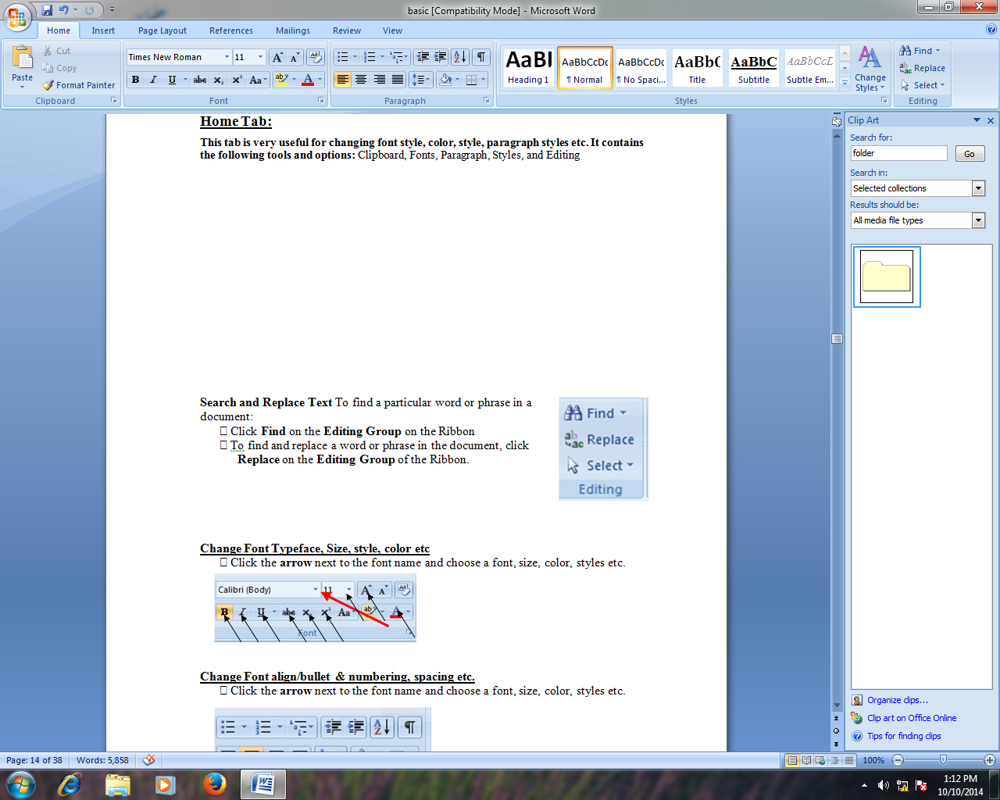 basic [Compatibility Mode] - Microsoft Word
Home Insert Page Layout References Mailings Review View
Paste
Cut
Copy
Format Painter
Clipboard
Times New Roman 11
B I U abc x₂ x² Aa ab A
Font
Paragraph
AaBl AaBbCcDc AaBbCcDc AaBbC AaBbC AaBbCcL
Heading 1 ¶ Normal ¶ No Spaci... Title Subtitle Subtle Em...
Change Styles
Styles
Find
Replace
Select
Editing
Home Tab:
This tab is very useful for changing font style, color, style, paragraph styles etc. It contains
the following tools and options: Clipboard, Fonts, Paragraph, Styles, and Editing
Search and Replace Text To find a particular word or phrase in a
document:
Click Find on the Editing Group on the Ribbon
To find and replace a word or phrase in the document, click
Replace on the Editing Group of the Ribbon.
Find
Replace
Select
Editing
Change Font Typeface, Size, style, color etc
Click the arrow next to the font name and choose a font, size, color, styles etc.
Calibri (Body) 11
B I U abc x₂ x² Aa ab A
Font
Change Font align/bullet & numbering, spacing etc.
Click the arrow next to the font name and choose a font, size, color, styles etc.
Clip Art
Search for:
folder Go
Search in:
Selected collections
Results should be:
All media file types
Organize clips...
Clip art on Office Online
Tips for finding clips
Page: 14 of 38 Words: 5,858 100%
1:12 PM
10/10/2014